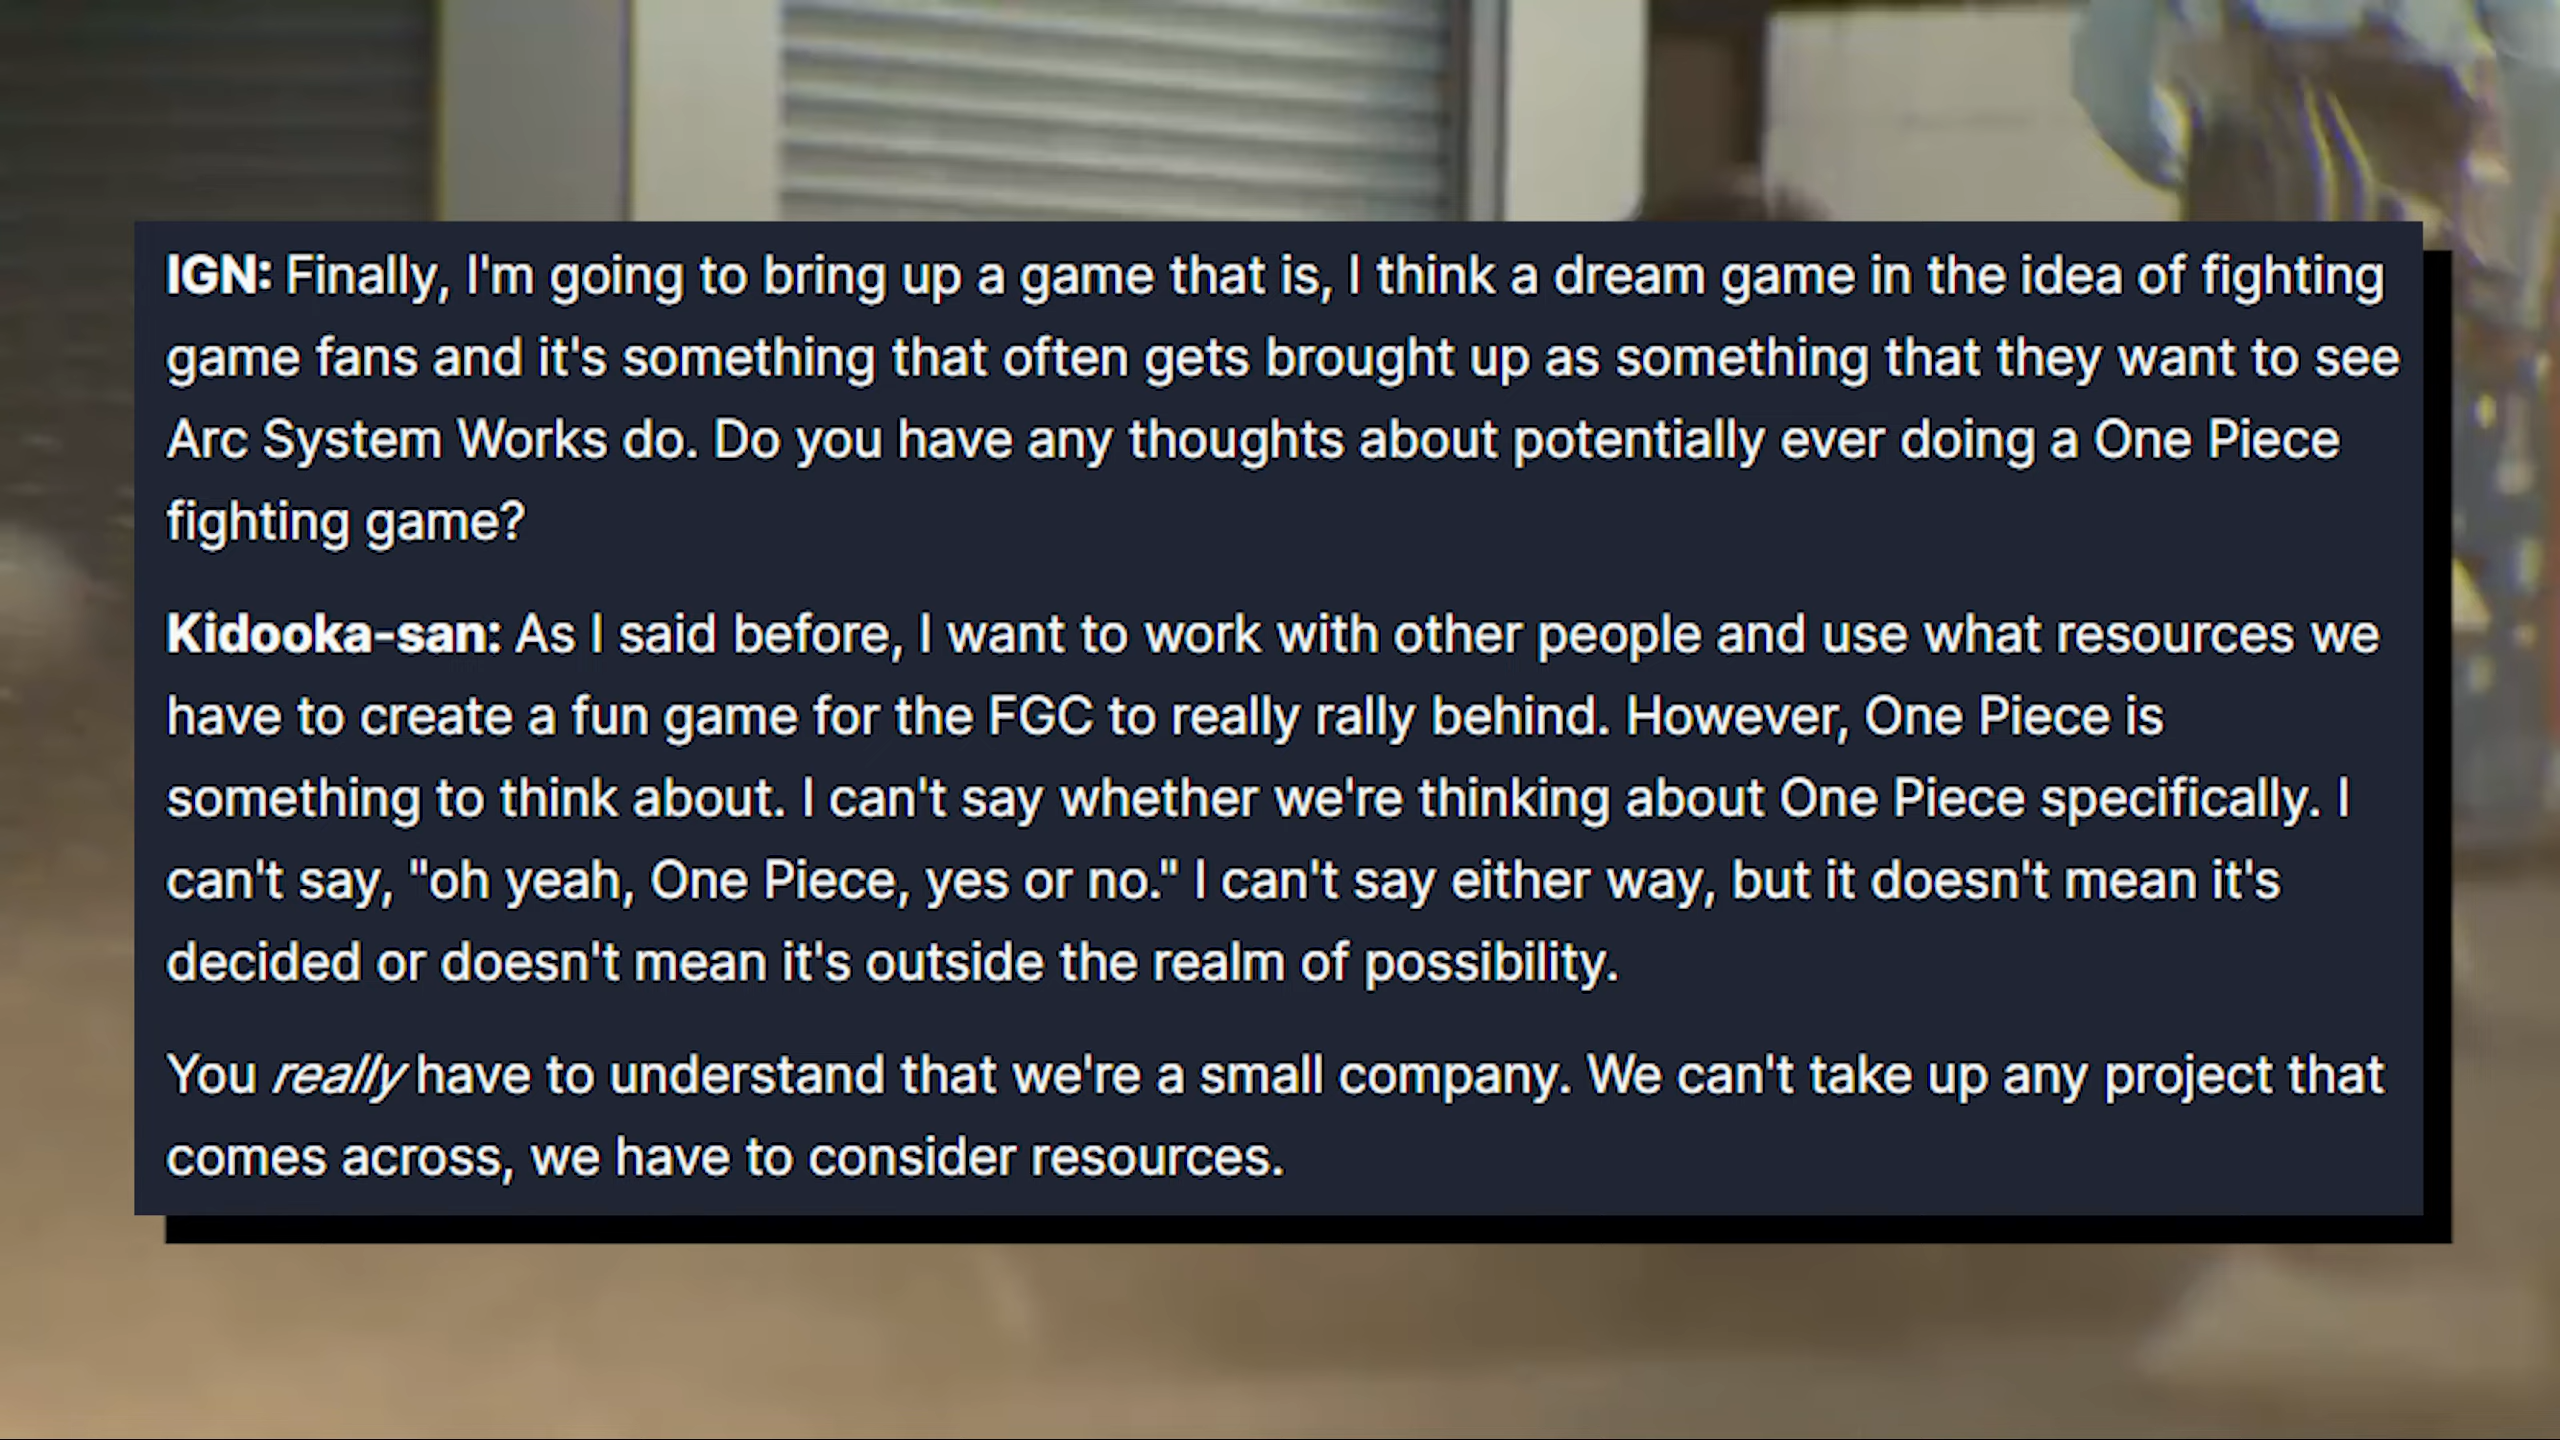 IGN: Finally, I'm going to bring up a game that is, I think a dream game in the idea of fighting
game fans and it's something that often gets brought up as something that they want to see
Arc System Works do. Do you have any thoughts about potentially ever doing a One Piece
fighting game?
Kidooka-san: As I said before, I want to work with other people and use what resources we
have to create a fun game for the FGC to really rally behind. However, One Piece is
something to think about. I can't say whether we're thinking about One Piece specifically. I
can't say, "oh yeah, One Piece, yes or no." I can't say either way, but it doesn't mean it's
decided or doesn't mean it's outside the realm of possibility.
You really have to understand that we're a small company. We can't take up any project that
comes across, we have to consider resources.